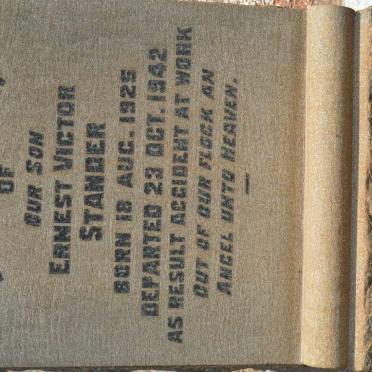 OF
OUR SON
ERNEST VICTOR
STANDER
BORN 18 AUG. 1925
DEPARTED 23 OCT. 1942
AS RESULT ACCIDENT AT WORK
OUT OF OUR FLOCK AN
ANGEL UNTO HEAVEN.